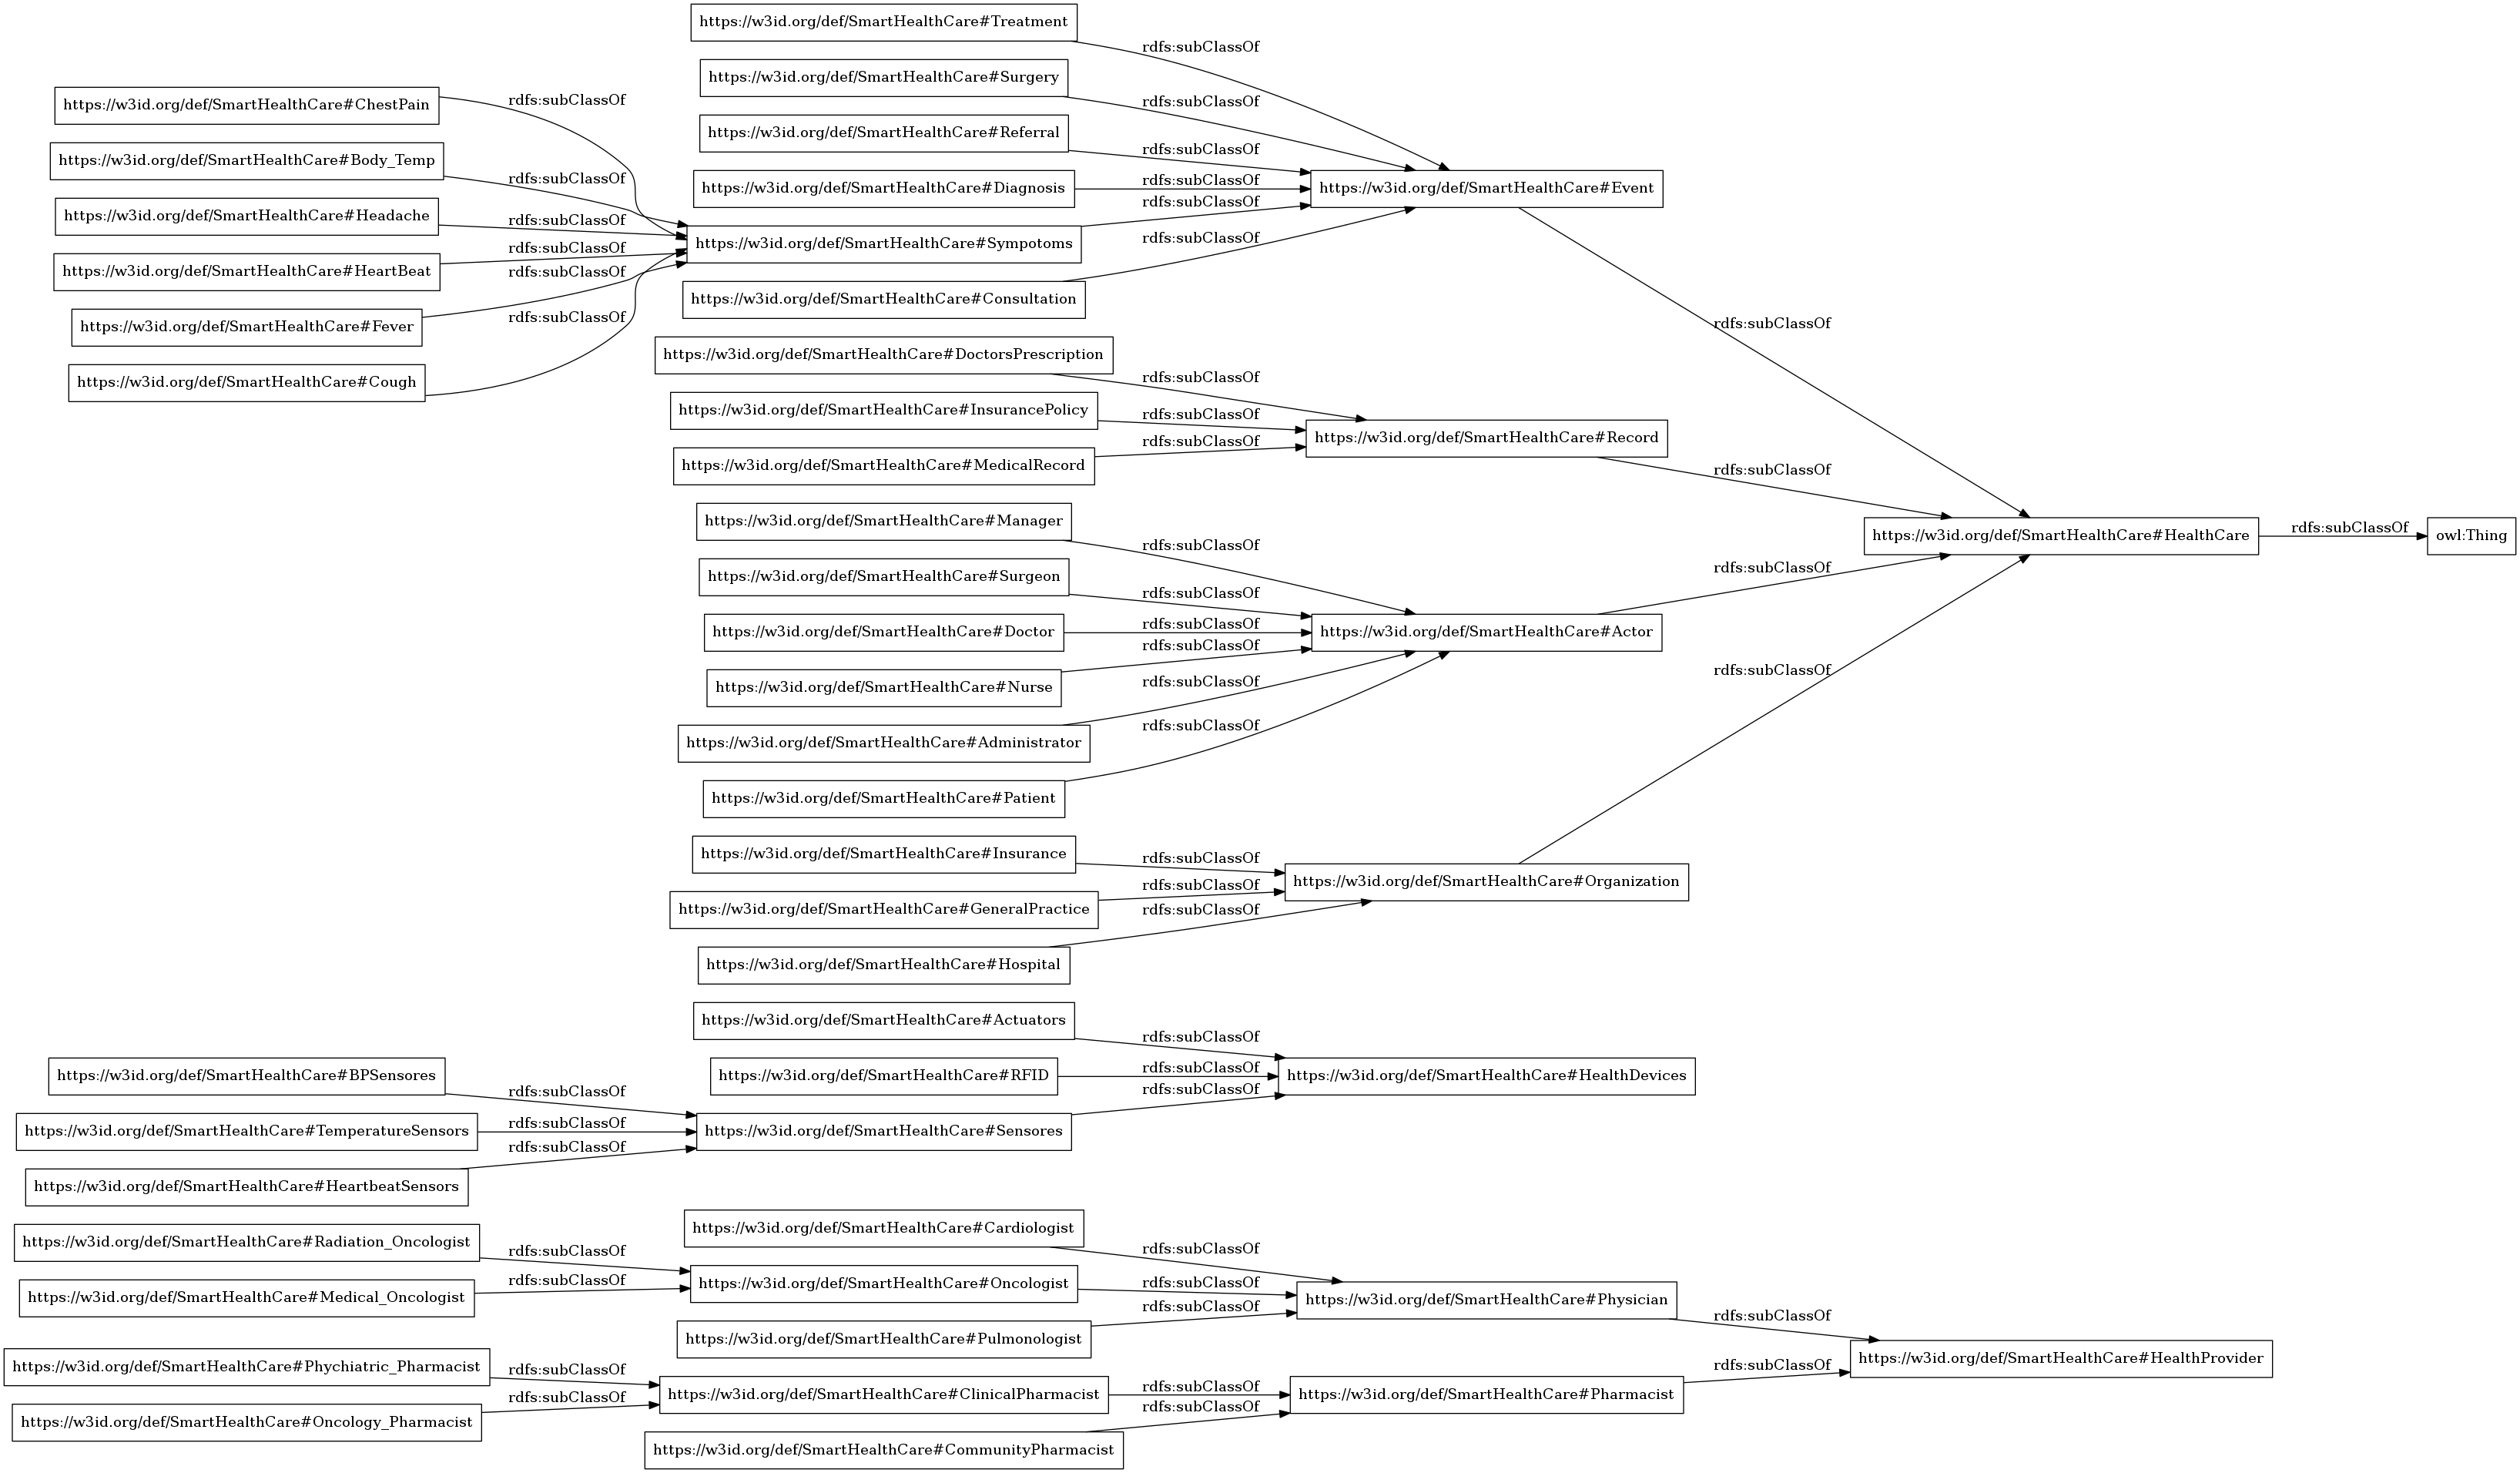 https://w3id.org/def/SmartHealthCare#Treatment
rdfs:subClassOf
https://w3id.org/def/SmartHealthCare#Surgery
rdfs:subClassOf
https://w3id.org/def/SmartHealthCare#ChestPain
rdfs:subClassOf
https://w3id.org/def/SmartHealthCare#Referral
rdfs:subClassOf
https://w3id.org/def/SmartHealthCare#Body_Temp
rdfs:subClassOf
https://w3id.org/def/SmartHealthCare#Diagnosis
rdfs:subClassOf
https://w3id.org/def/SmartHealthCare#Event
rdfs:subClassOf
https://w3id.org/def/SmartHealthCare#Headache
rdfs:subClassOf
https://w3id.org/def/SmartHealthCare#Sympotoms
rdfs:subClassOf
https://w3id.org/def/SmartHealthCare#HeartBeat
rdfs:subClassOf
rdfs:subClassOf
https://w3id.org/def/SmartHealthCare#Consultation
rdfs:subClassOf
https://w3id.org/def/SmartHealthCare#Fever
rdfs:subClassOf
https://w3id.org/def/SmartHealthCare#Cough
https://w3id.org/def/SmartHealthCare#DoctorsPrescription
rdfs:subClassOf
https://w3id.org/def/SmartHealthCare#InsurancePolicy
rdfs:subClassOf
https://w3id.org/def/SmartHealthCare#Record
rdfs:subClassOf
https://w3id.org/def/SmartHealthCare#MedicalRecord
rdfs:subClassOf
https://w3id.org/def/SmartHealthCare#Manager
rdfs:subClassOf
https://w3id.org/def/SmartHealthCare#HealthCare
rdfs:subClassOf
owl:Thing
https://w3id.org/def/SmartHealthCare#Surgeon
rdfs:subClassOf
rdfs:subClassOf
https://w3id.org/def/SmartHealthCare#Doctor
rdfs:subClassOf
https://w3id.org/def/SmartHealthCare#Actor
rdfs:subClassOf
https://w3id.org/def/SmartHealthCare#Nurse
rdfs:subClassOf
rdfs:subClassOf
https://w3id.org/def/SmartHealthCare#Administrator
rdfs:subClassOf
https://w3id.org/def/SmartHealthCare#Patient
https://w3id.org/def/SmartHealthCare#Insurance
rdfs:subClassOf
https://w3id.org/def/SmartHealthCare#Organization
https://w3id.org/def/SmartHealthCare#GeneralPractice
rdfs:subClassOf
rdfs:subClassOf
https://w3id.org/def/SmartHealthCare#Hospital
https://w3id.org/def/SmartHealthCare#Actuators
rdfs:subClassOf
https://w3id.org/def/SmartHealthCare#BPSensores
rdfs:subClassOf
https://w3id.org/def/SmartHealthCare#RFID
rdfs:subClassOf
https://w3id.org/def/SmartHealthCare#HealthDevices
rdfs:subClassOf
https://w3id.org/def/SmartHealthCare#TemperatureSensors
rdfs:subClassOf
https://w3id.org/def/SmartHealthCare#Sensores
rdfs:subClassOf
https://w3id.org/def/SmartHealthCare#HeartbeatSensors
https://w3id.org/def/SmartHealthCare#Cardiologist
https://w3id.org/def/SmartHealthCare#Radiation_Oncologist
rdfs:subClassOf
rdfs:subClassOf
https://w3id.org/def/SmartHealthCare#Medical_Oncologist
rdfs:subClassOf
https://w3id.org/def/SmartHealthCare#Oncologist
rdfs:subClassOf
https://w3id.org/def/SmartHealthCare#Physician
rdfs:subClassOf
rdfs:subClassOf
https://w3id.org/def/SmartHealthCare#Pulmonologist
https://w3id.org/def/SmartHealthCare#HealthProvider
https://w3id.org/def/SmartHealthCare#Phychiatric_Pharmacist
rdfs:subClassOf
rdfs:subClassOf
https://w3id.org/def/SmartHealthCare#ClinicalPharmacist
rdfs:subClassOf
https://w3id.org/def/SmartHealthCare#Pharmacist
rdfs:subClassOf
rdfs:subClassOf
https://w3id.org/def/SmartHealthCare#Oncology_Pharmacist
https://w3id.org/def/SmartHealthCare#CommunityPharmacist